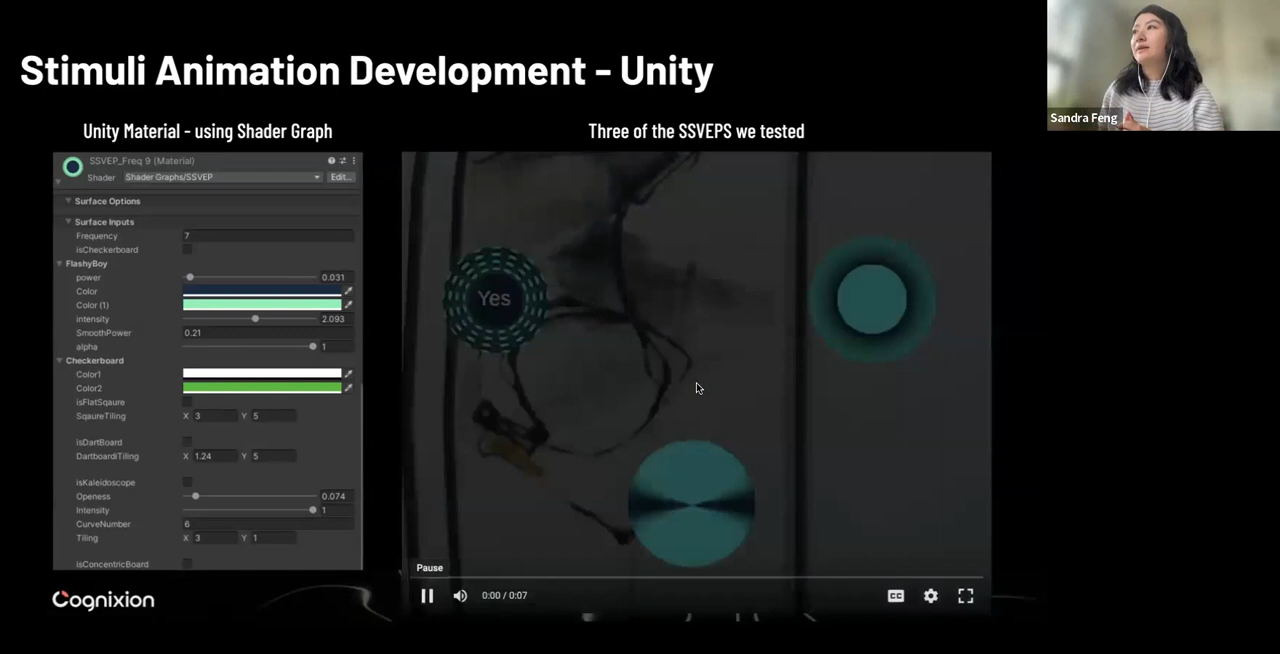 Stimuli Animation Development - Unity
Sandra Feng
Unity Material - using Shader Graph
Three of the SSVEPS we tested
SSVEP_Freq 9 (Material)
Shader Shader Graphs/SSVEP Edit...
Surface Options
Surface Inputs
Frequency 7
isCheckerboard
FlashyBoy
power 0.031
Color
Color (1)
intensity 2.093
SmoothPower 0.21
alpha 1
Checkerboard
Color1
Color2
isFlatSqaure
SqaureTiling X 3 Y 5
isDartBoard
DartboardiTiling X 1.24 Y 5
isKaleidoscope
Openess 0.074
Intensity 1
CurveNumber 6
Tiling X 3 Y 1
isConcentricBoard
Yes
Pause
0:00 / 0:07
CC
Cognixion